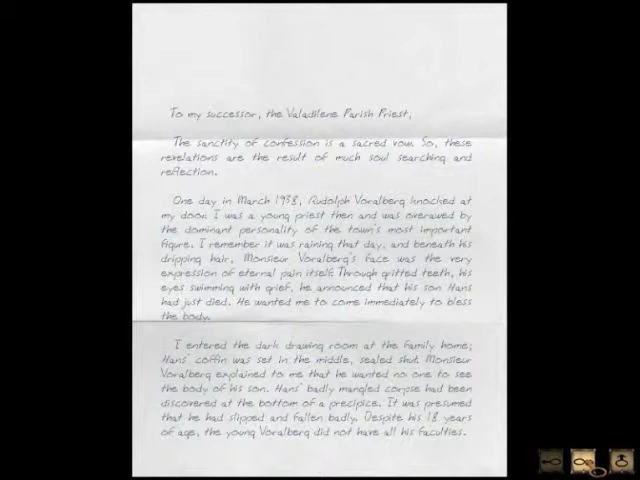 To my successor, the Valadilene Parish Priest,
The sanctity of confession is a sacred vow. So, these
revelations are the result of much soul searching and
reflection.
One day in March 1938, Rudolph Voralberg knocked at
my door. I was a young priest then and was overawed by
the dominant personality of the town's most important
figure. I remember it was raining that day, and beneath his
dripping hair, Monsieur Voralberg's face was the very
expression of eternal pain itself. Through gritted teeth, his
eyes swimming with grief, he announced that his son Hans
had just died. He wanted me to come immediately to bless
the body.
I entered the dark drawing room at the family home;
Hans' coffin was set in the middle, sealed shut. Monsieur
Voralberg explained to me that he wanted no one to see
the body of his son. Hans' badly mangled corpse had been
discovered at the bottom of a precipice. It was presumed
that he had slipped and fallen badly. Despite his 18 years
of age, the young Voralberg did not have all his faculties.